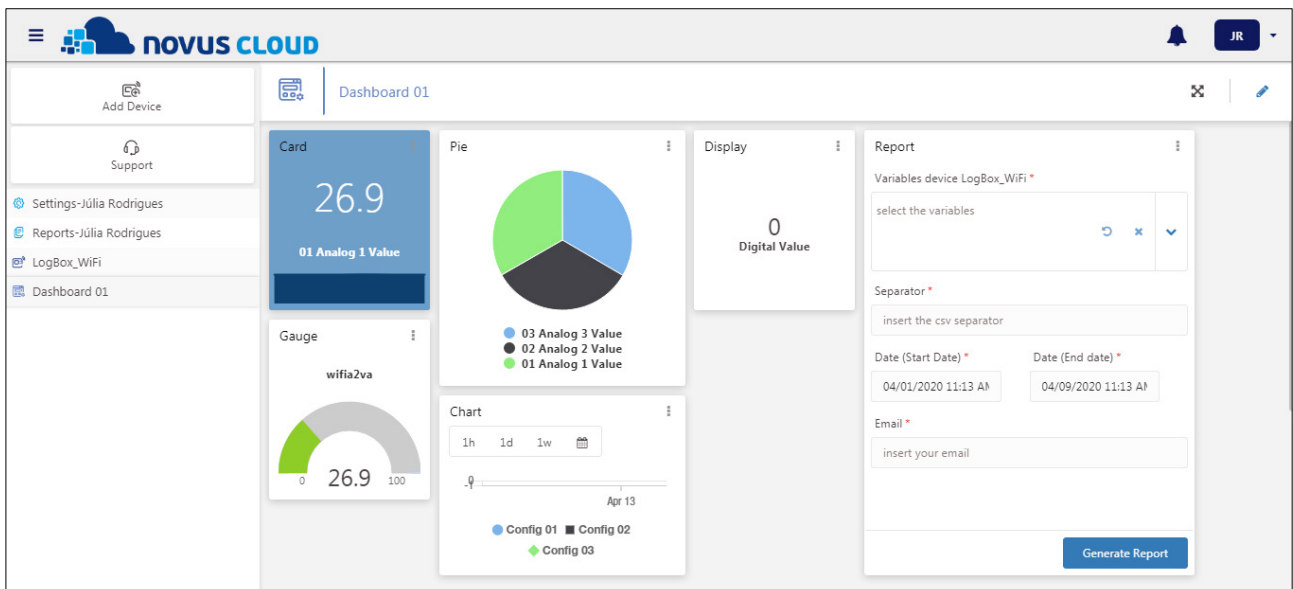 NOVUS CLOUD
JR
Add Device
Support
Settings-Júlia Rodrigues
Reports-Júlia Rodrigues
LogBox_WiFi
Dashboard 01
Dashboard 01
Card
26.9
01 Analog 1 Value
Gauge
wifia2va
0 26.9 100
Pie
03 Analog 3 Value
02 Analog 2 Value
01 Analog 1 Value
Chart
1h 1d 1w
Apr 13
Config 01 Config 02
Config 03
Display
0
Digital Value
Report
Variables device LogBox_WiFi *
select the variables
Separator *
insert the csv separator
Date (Start Date) * Date (End date) *
04/01/2020 11:13 04/09/2020 11:13
Email *
insert your email
Generate Report